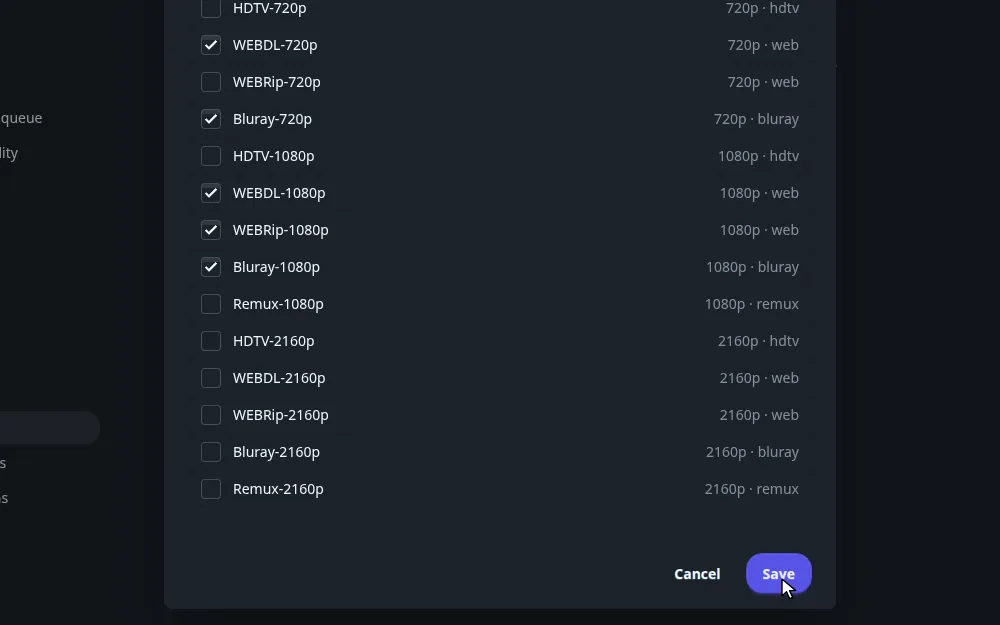 HDTV-720p 720p · hdtv
WEBDL-720p 720p · web
WEBRip-720p 720p · web
queue
Bluray-720p 720p · bluray
lity
HDTV-1080p 1080p · hdtv
WEBDL-1080p 1080p · web
WEBRip-1080p 1080p · web
Bluray-1080p 1080p · bluray
Remux-1080p 1080p · remux
HDTV-2160p 2160p · hdtv
WEBDL-2160p 2160p · web
WEBRip-2160p 2160p · web
Bluray-2160p 2160p · bluray
s
Remux-2160p 2160p · remux
s
Cancel Save